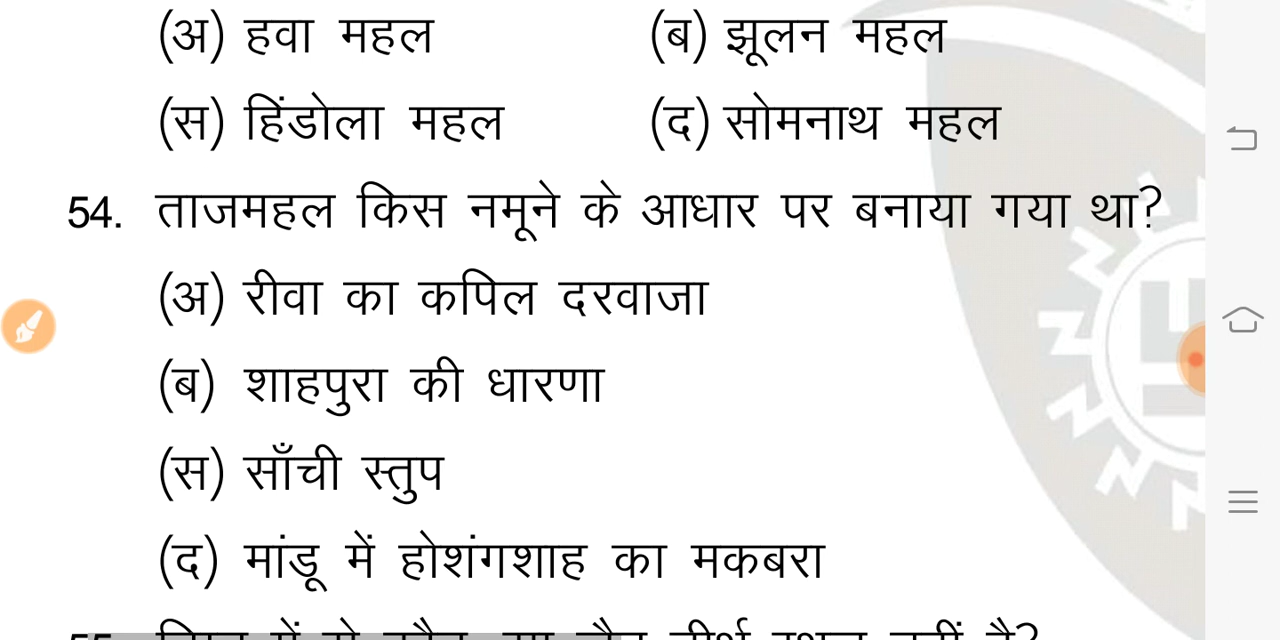 (अ) हवा महल (ब) झूलन महल
(स) हिंडोला महल (द) सोमनाथ महल
54. ताजमहल किस नमूने के आधार पर बनाया गया था?
(अ) रीवा का कपिल दरवाजा
(ब) शाहपुरा की धारणा
(स) साँची स्तुप
(द) मांडू में होशंगशाह का मकबरा